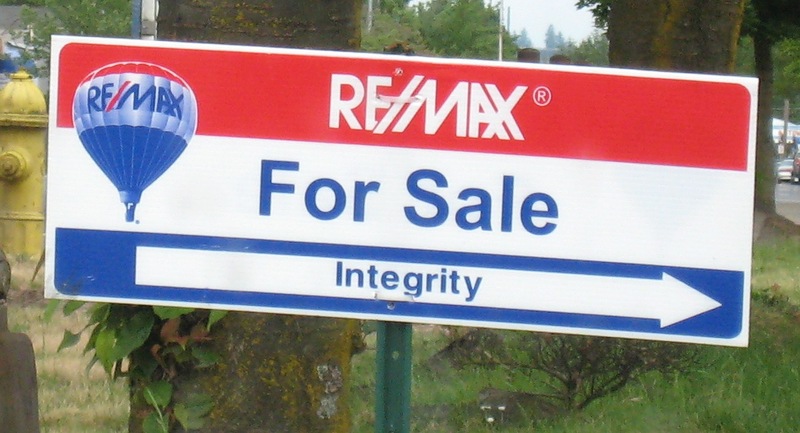 RE/MAX
RE/MAX®
For Sale
Integrity